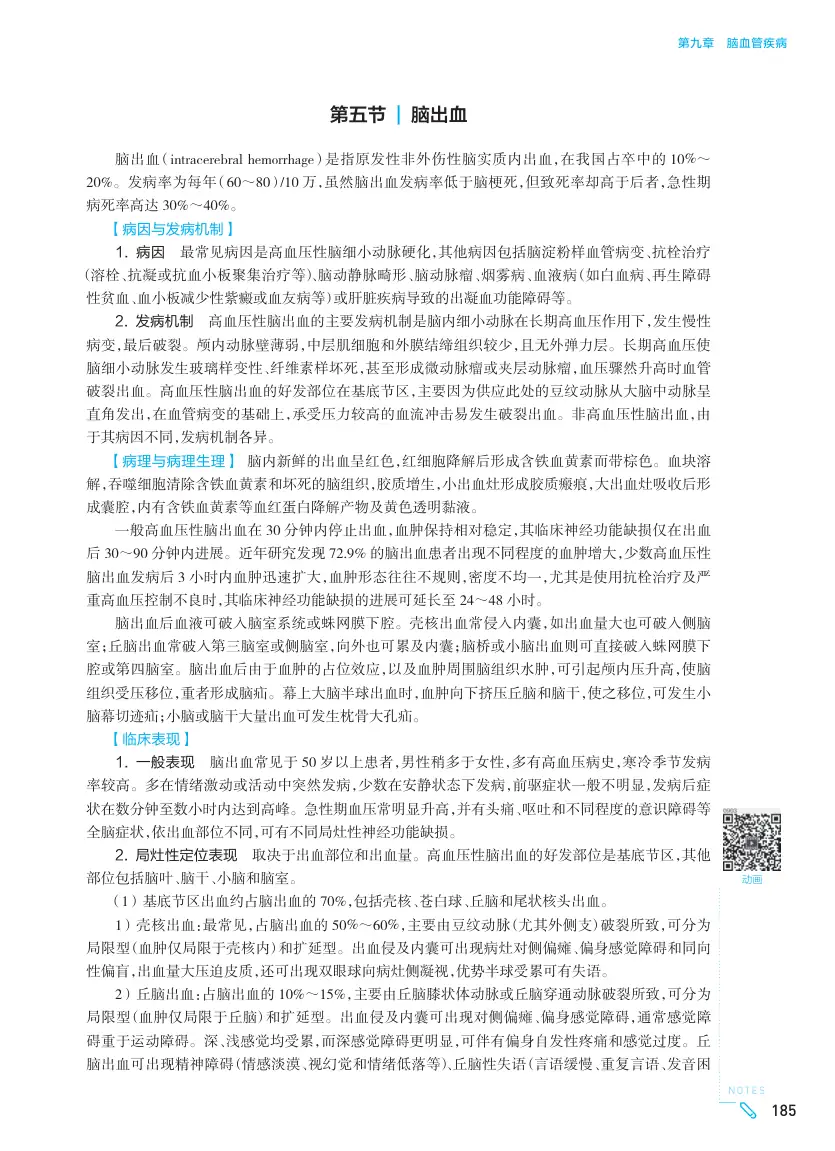 第九章 脑血管疾病
第五节 | 脑出血
脑出血（intracerebral hemorrhage）是指原发性非外伤性脑实质内出血，在我国占卒中的 10%～
20%。发病率为每年（60～80）/10 万，虽然脑出血发病率低于脑梗死，但致死率却高于后者，急性期
病死率高达 30%～40%。
【病因与发病机制】
1. 病因 最常见病因是高血压性脑细小动脉硬化，其他病因包括脑淀粉样血管病变、抗栓治疗
（溶栓、抗凝或抗血小板聚集治疗等）、脑动静脉畸形、脑动脉瘤、烟雾病、血液病（如白血病、再生障碍
性贫血、血小板减少性紫癜或血友病等）或肝脏疾病导致的出凝血功能障碍等。
2. 发病机制 高血压性脑出血的主要发病机制是脑内细小动脉在长期高血压作用下，发生慢性
病变，最后破裂。颅内动脉壁薄弱，中层肌细胞和外膜结缔组织较少，且无外弹力层。长期高血压使
脑细小动脉发生玻璃样变性、纤维素样坏死，甚至形成微动脉瘤或夹层动脉瘤，血压骤然升高时血管
破裂出血。高血压性脑出血的好发部位在基底节区，主要因为供应此处的豆纹动脉从大脑中动脉呈
直角发出，在血管病变的基础上，承受压力较高的血流冲击易发生破裂出血。非高血压性脑出血，由
于其病因不同，发病机制各异。
【病理与病理生理】 脑内新鲜的出血呈红色，红细胞降解后形成含铁血黄素而带棕色。血块溶
解，吞噬细胞清除含铁血黄素和坏死的脑组织，胶质增生，小出血灶形成胶质瘢痕，大出血灶吸收后形
成囊腔，内有含铁血黄素等血红蛋白降解产物及黄色透明黏液。
一般高血压性脑出血在 30 分钟内停止出血，血肿保持相对稳定，其临床神经功能缺损仅在出血
后 30～90 分钟内进展。近年研究发现 72.9% 的脑出血患者出现不同程度的血肿增大，少数高血压性
脑出血发病后 3 小时内血肿迅速扩大，血肿形态往往不规则，密度不均一，尤其是使用抗栓治疗及严
重高血压控制不良时，其临床神经功能缺损的进展可延长至 24～48 小时。
脑出血后血液可破入脑室系统或蛛网膜下腔。壳核出血常侵入内囊，如出血量大也可破入侧脑
室；丘脑出血常破入第三脑室或侧脑室，向外也可累及内囊；脑桥或小脑出血则可直接破入蛛网膜下
腔或第四脑室。脑出血后由于血肿的占位效应，以及血肿周围脑组织水肿，可引起颅内压升高，使脑
组织受压移位，重者形成脑疝。幕上大脑半球出血时，血肿向下挤压丘脑和脑干，使之移位，可发生小
脑幕切迹疝；小脑或脑干大量出血可发生枕骨大孔疝。
【临床表现】
1. 一般表现 脑出血常见于 50 岁以上患者，男性稍多于女性，多有高血压病史，寒冷季节发病
率较高。多在情绪激动或活动中突然发病，少数在安静状态下发病，前驱症状一般不明显，发病后症
状在数分钟至数小时内达到高峰。急性期血压常明显升高，并有头痛、呕吐和不同程度的意识障碍等
全脑症状，依出血部位不同，可有不同局灶性神经功能缺损。
2. 局灶性定位表现 取决于出血部位和出血量。高血压性脑出血的好发部位是基底节区，其他
部位包括脑叶、脑干、小脑和脑室。
动画
（1）基底节区出血约占脑出血的 70%，包括壳核、苍白球、丘脑和尾状核头出血。
1）壳核出血：最常见，占脑出血的 50%～60%，主要由豆纹动脉（尤其外侧支）破裂所致，可分为
局限型（血肿仅局限于壳核内）和扩延型。出血侵及内囊可出现病灶对侧偏瘫、偏身感觉障碍和同向
性偏盲，出血量大压迫皮质，还可出现双眼球向病灶侧凝视，优势半球受累可有失语。
2）丘脑出血：占脑出血的 10%～15%，主要由丘脑膝状体动脉或丘脑穿通动脉破裂所致，可分为
局限型（血肿仅局限于丘脑）和扩延型。出血侵及内囊可出现对侧偏瘫、偏身感觉障碍，通常感觉障
碍重于运动障碍。深、浅感觉均受累，而深感觉障碍更明显，可伴有偏身自发性疼痛和感觉过度。丘
脑出血可出现精神障碍（情感淡漠、视幻觉和情绪低落等）、丘脑性失语（言语缓慢、重复言语、发音困
NOTES
185